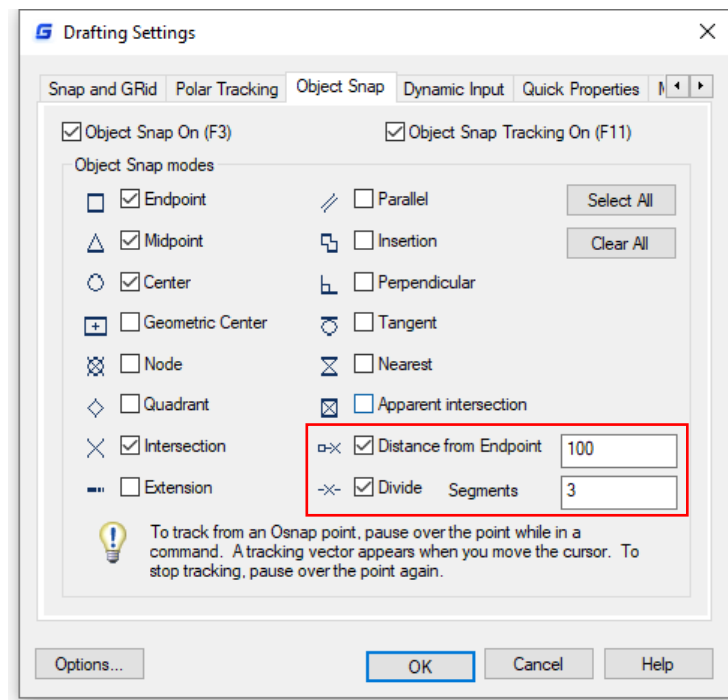 Drafting Settings
Snap and GRid Polar Tracking Object Snap Dynamic Input Quick Properties
Object Snap On (F3) Object Snap Tracking On (F11)
Object Snap modes
Endpoint Parallel Select All
Midpoint Insertion Clear All
Center Perpendicular
Geometric Center Tangent
Node Nearest
Quadrant Apparent intersection
Intersection Distance from Endpoint 100
Extension Divide Segments 3
To track from an Osnap point, pause over the point while in a
command. A tracking vector appears when you move the cursor. To
stop tracking, pause over the point again.
Options... OK Cancel Help